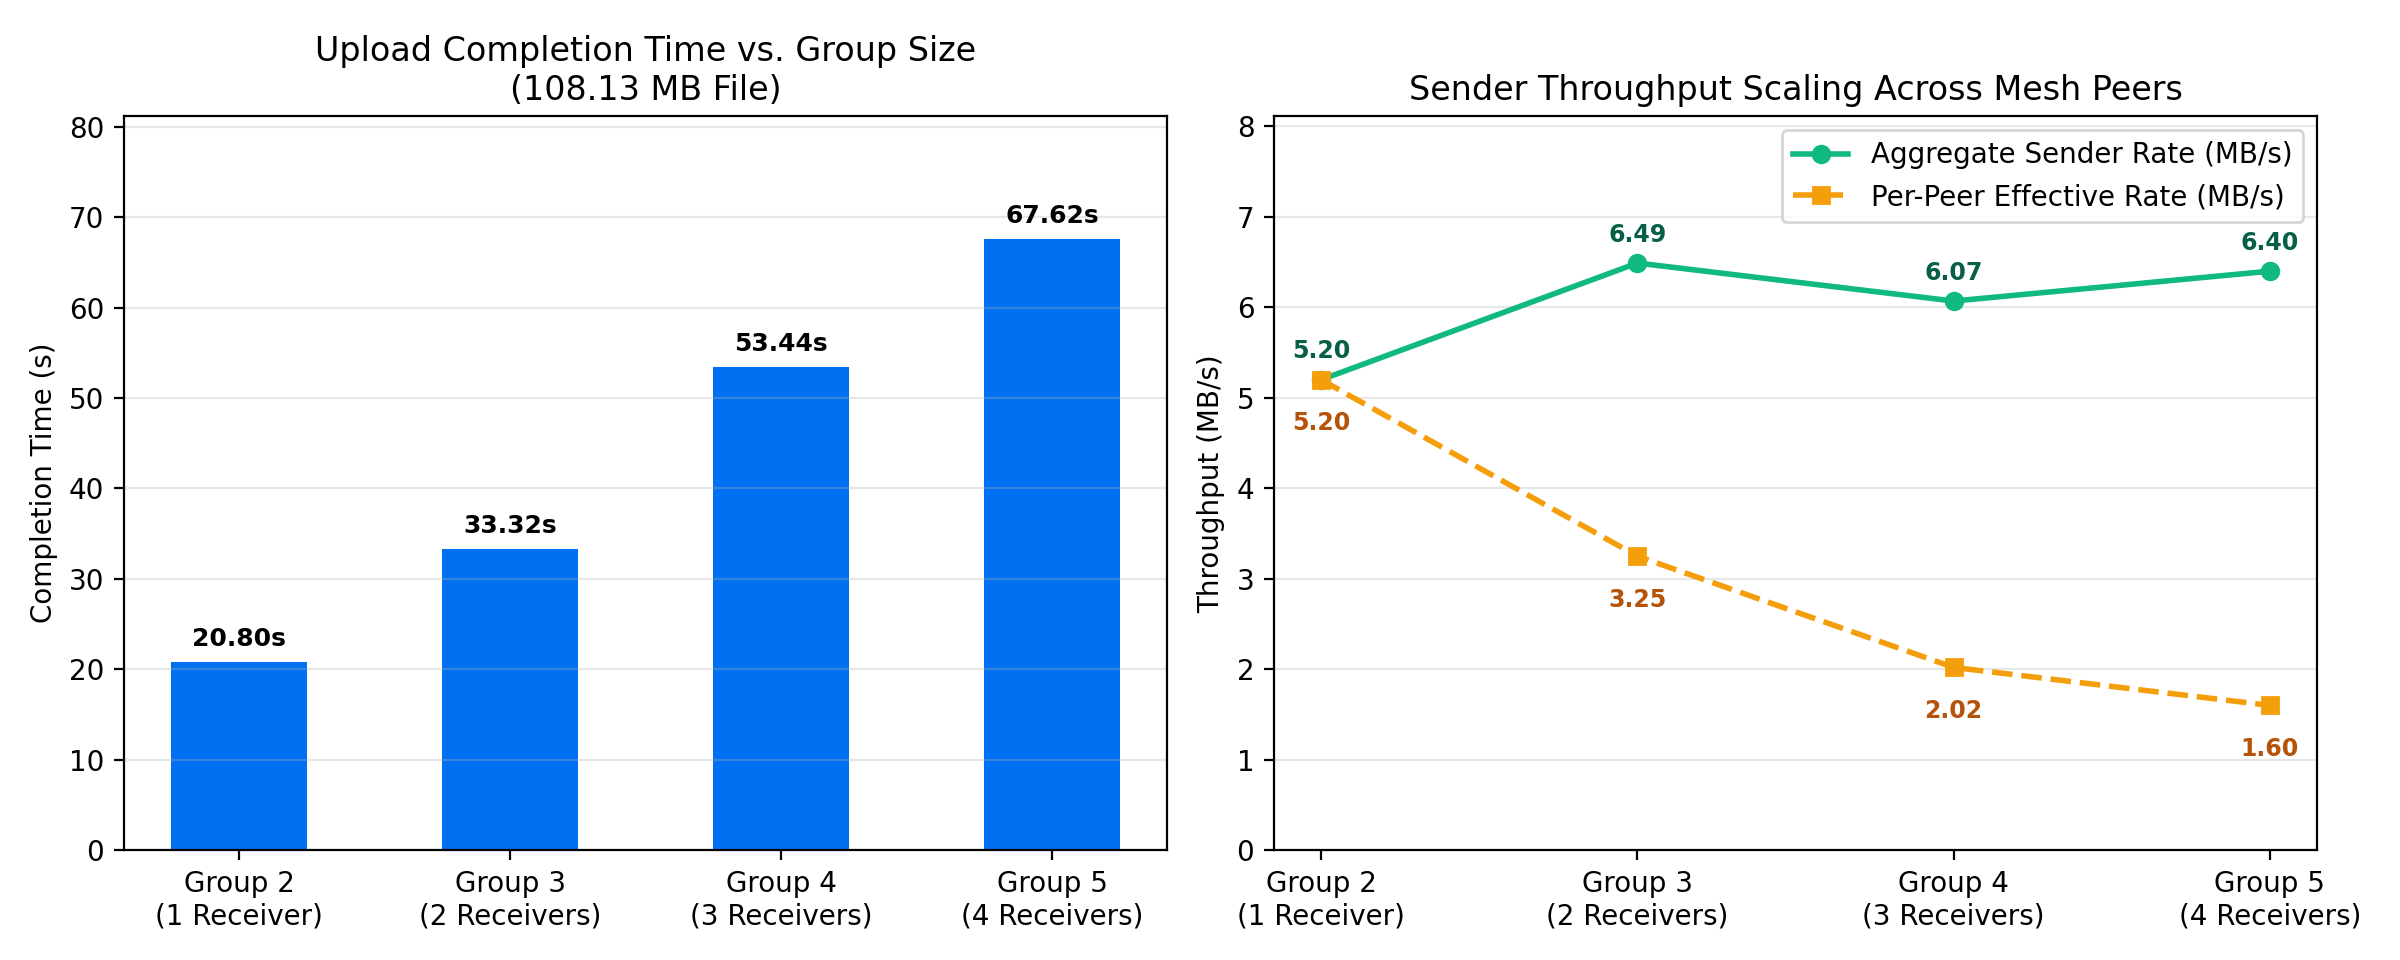 Upload Completion Time vs. Group Size
(108.13 MB File)
Completion Time (s)
80
70
60
50
40
30
20
10
0
20.80s
33.32s
53.44s
67.62s
Group 2
(1 Receiver)
Group 3
(2 Receivers)
Group 4
(3 Receivers)
Group 5
(4 Receivers)
Sender Throughput Scaling Across Mesh Peers
Throughput (MB/s)
8
7
6
5
4
3
2
1
0
Aggregate Sender Rate (MB/s)
Per-Peer Effective Rate (MB/s)
5.20
6.49
6.07
6.40
5.20
3.25
2.02
1.60
Group 2
(1 Receiver)
Group 3
(2 Receivers)
Group 4
(3 Receivers)
Group 5
(4 Receivers)